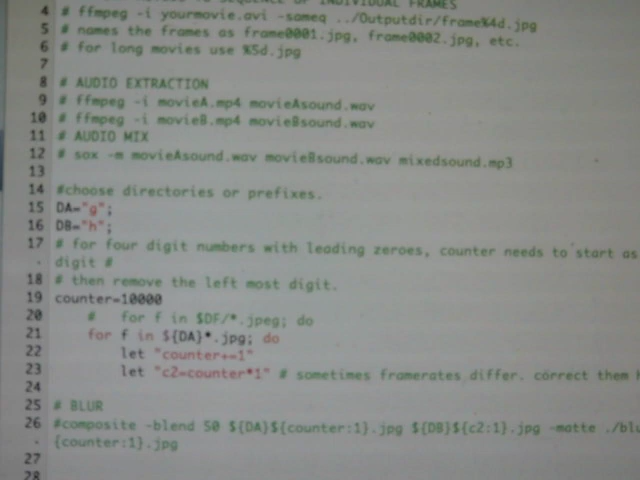 SEQUENCE OF INDIVIDUAL FRAMES
4 # ffmpeg -i yourmovie.avi -sameq ../Outputdir/frame%4d.jpg
5 # names the frames as frame0001.jpg, frame0002.jpg, etc.
6 # for long movies use %5d.jpg
7
8 # AUDIO EXTRACTION
9 # ffmpeg -i movieA.mp4 movieAsound.wav
10 # ffmpeg -i movieB.mp4 movieBsound.wav
11 # AUDIO MIX
12 # sox -m movieAsound.wav movieBsound.wav mixedsound.mp3
13
14 #choose directories or prefixes.
15 DA="g";
16 DB="h";
17 # for four digit numbers with leading zeroes, counter needs to start as
. digit #
18 # then remove the left most digit.
19 counter=10000
20 # for f in $DF/*.jpeg; do
21 for f in ${DA}*.jpg; do
22 let "counter+=1"
23 let "c2=counter*1" # sometimes framerates differ. correct them h
24
25 # BLUR
26 #composite -blend 50 ${DA}${counter:1}.jpg ${DB}${c2:1}.jpg -matte ./blu
. {counter:1}.jpg
27
28